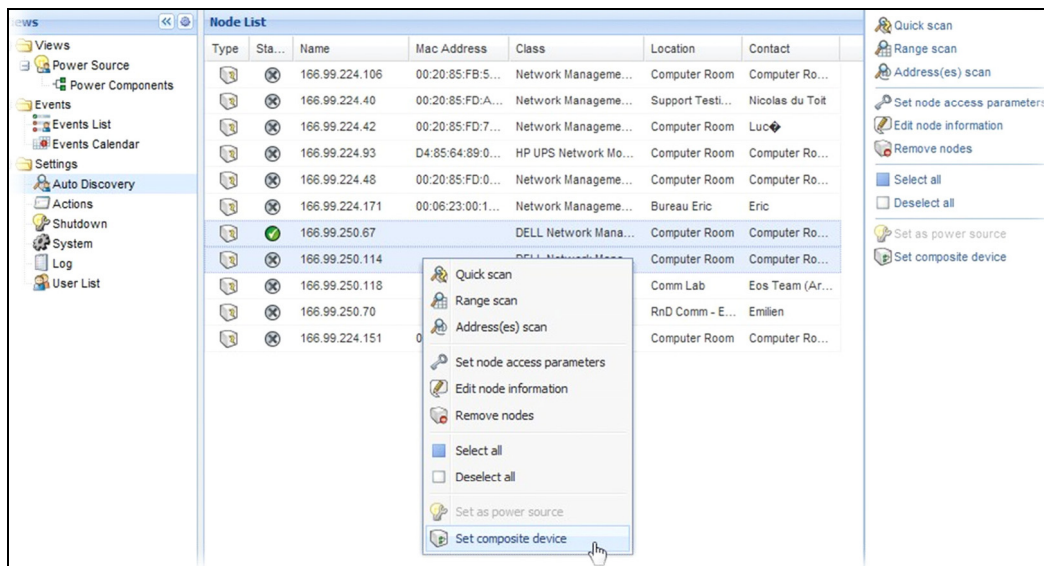 ews
Node List
Views
Power Source
Power Components
Events
Events List
Events Calendar
Settings
Auto Discovery
Actions
Shutdown
System
Log
User List
Type Sta... Name Mac Address Class Location Contact
166.99.224.106 00:20:85:FB:5... Network Manageme... Computer Room Computer Ro...
166.99.224.40 00:20:85:FD:A... Network Manageme... Support Testi... Nicolas du Toit
166.99.224.42 00:20:85:FD:7... Network Manageme... Computer Room Luc�
166.99.224.93 D4:85:64:89:0... HP UPS Network Mo... Computer Room Computer Ro...
166.99.224.48 00:20:85:FD:0... Network Manageme... Computer Room Computer Ro...
166.99.224.171 00:06:23:00:1... Network Manageme... Bureau Eric Eric
166.99.250.67 DELL Network Mana... Computer Room Computer Ro...
166.99.250.114 DELL Network Mana... Computer Room Computer Ro...
166.99.250.118 Comm Lab Eos Team (Ar...
166.99.250.70 RnD Comm - E... Emilien
166.99.224.151 0 Computer Room Computer Ro...
Quick scan
Range scan
Address(es) scan
Set node access parameters
Edit node information
Remove nodes
Select all
Deselect all
Set as power source
Set composite device
Quick scan
Range scan
Address(es) scan
Set node access parameters
Edit node information
Remove nodes
Select all
Deselect all
Set as power source
Set composite device